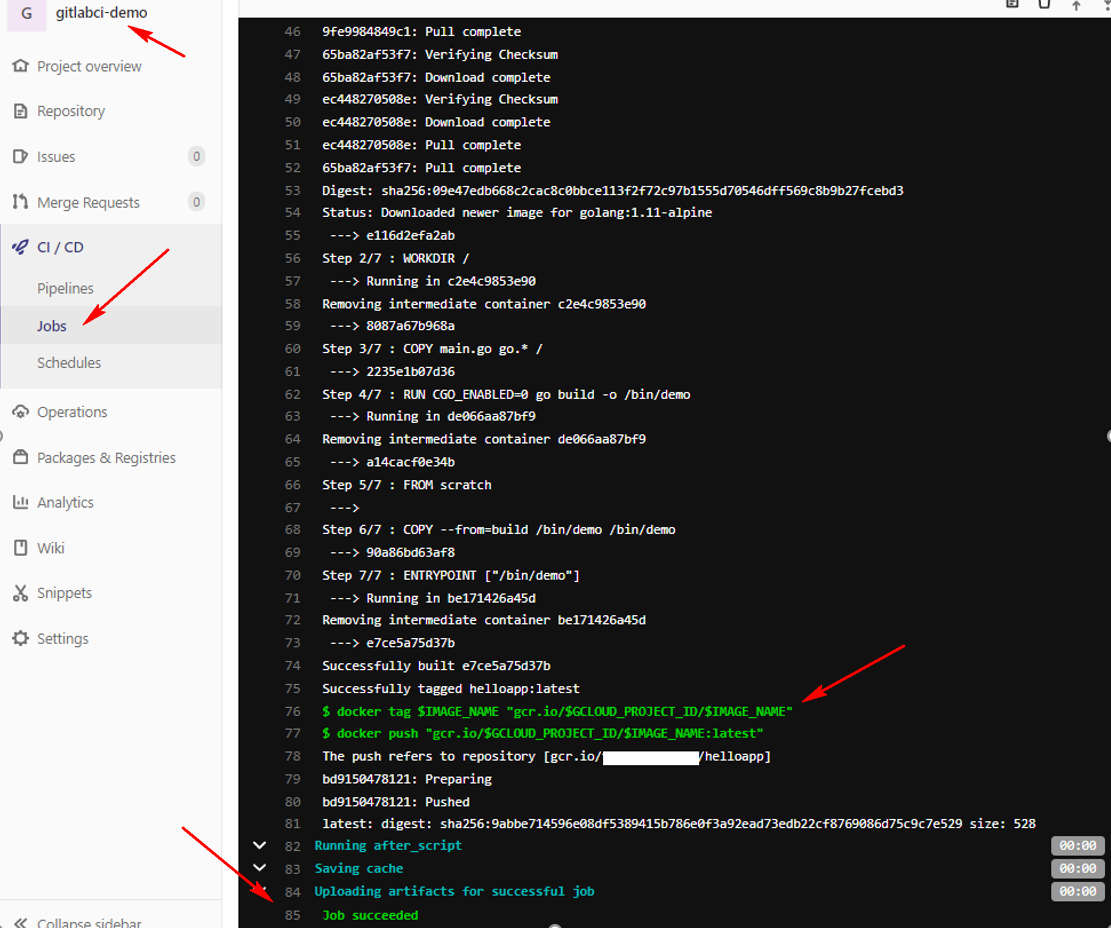 G gitlabci-demo
Project overview
Repository
Issues 0
Merge Requests 0
CI / CD
Pipelines
Jobs
Schedules
Operations
Packages & Registries
Analytics
Wiki
Snippets
Settings
Collapse sidebar
46 9fe9984849c1: Pull complete
47 65ba82af53f7: Verifying Checksum
48 65ba82af53f7: Download complete
49 ec448270508e: Verifying Checksum
50 ec448270508e: Download complete
51 ec448270508e: Pull complete
52 65ba82af53f7: Pull complete
53 Digest: sha256:09e47edb668c2cac8c0bbce113f2f72c97b1555d70546dff569c8b9b27fcebd3
54 Status: Downloaded newer image for golang:1.11-alpine
55 ---> e116d2efa2ab
56 Step 2/7 : WORKDIR /
57 ---> Running in c2e4c9853e90
58 Removing intermediate container c2e4c9853e90
59 ---> 8087a67b968a
60 Step 3/7 : COPY main.go go.* /
61 ---> 2235e1b07d36
62 Step 4/7 : RUN CGO_ENABLED=0 go build -o /bin/demo
63 ---> Running in de066aa87bf9
64 Removing intermediate container de066aa87bf9
65 ---> a14cacf0e34b
66 Step 5/7 : FROM scratch
67 --->
68 Step 6/7 : COPY --from=build /bin/demo /bin/demo
69 ---> 90a86bd63af8
70 Step 7/7 : ENTRYPOINT ["/bin/demo"]
71 ---> Running in be171426a45d
72 Removing intermediate container be171426a45d
73 ---> e7ce5a75d37b
74 Successfully built e7ce5a75d37b
75 Successfully tagged helloapp:latest
76 $ docker tag $IMAGE_NAME "gcr.io/$GCLOUD_PROJECT_ID/$IMAGE_NAME"
77 $ docker push "gcr.io/$GCLOUD_PROJECT_ID/$IMAGE_NAME:latest"
78 The push refers to repository [gcr.io/ /helloapp]
79 bd9150478121: Preparing
80 bd9150478121: Pushed
81 latest: digest: sha256:9abbe714596e08df5389415b786e0f3a92ead73edb22cf8769086d75c9c7e529 size: 528
82 Running after_script 00:00
83 Saving cache 00:00
84 Uploading artifacts for successful job 00:00
85 Job succeeded